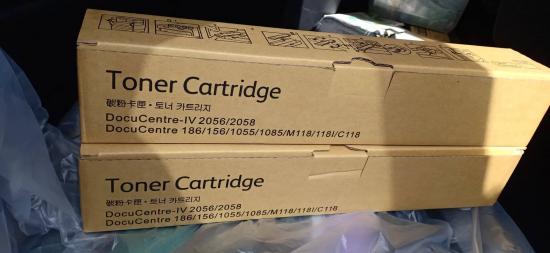 Toner Cartridge
碳粉卡匣・토너 카트리지
DocuCentre-IV 2056/2058
DocuCentre 186/156/1055/1085/M118/118I/C118
Toner Cartridge
碳粉卡匣・토너 카트리지
DocuCentre-IV 2056/2058
DocuCentre 186/156/1055/1085/M118/118I/C118